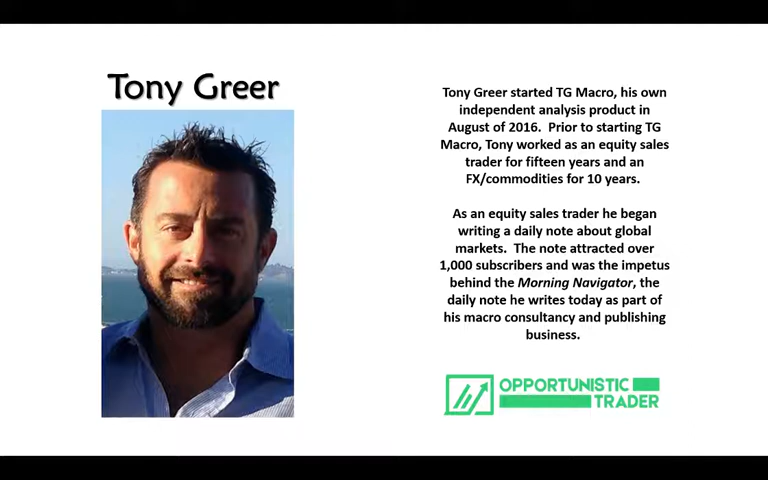 Tony Greer
Tony Greer started TG Macro, his own
independent analysis product in
August of 2016.  Prior to starting TG
Macro, Tony worked as an equity sales
trader for fifteen years and an
FX/commodities for 10 years.
As an equity sales trader he began
writing a daily note about global
markets.  The note attracted over
1,000 subscribers and was the impetus
behind the Morning Navigator, the
daily note he writes today as part of
his macro consultancy and publishing
business.
OPPORTUNISTIC
TRADER